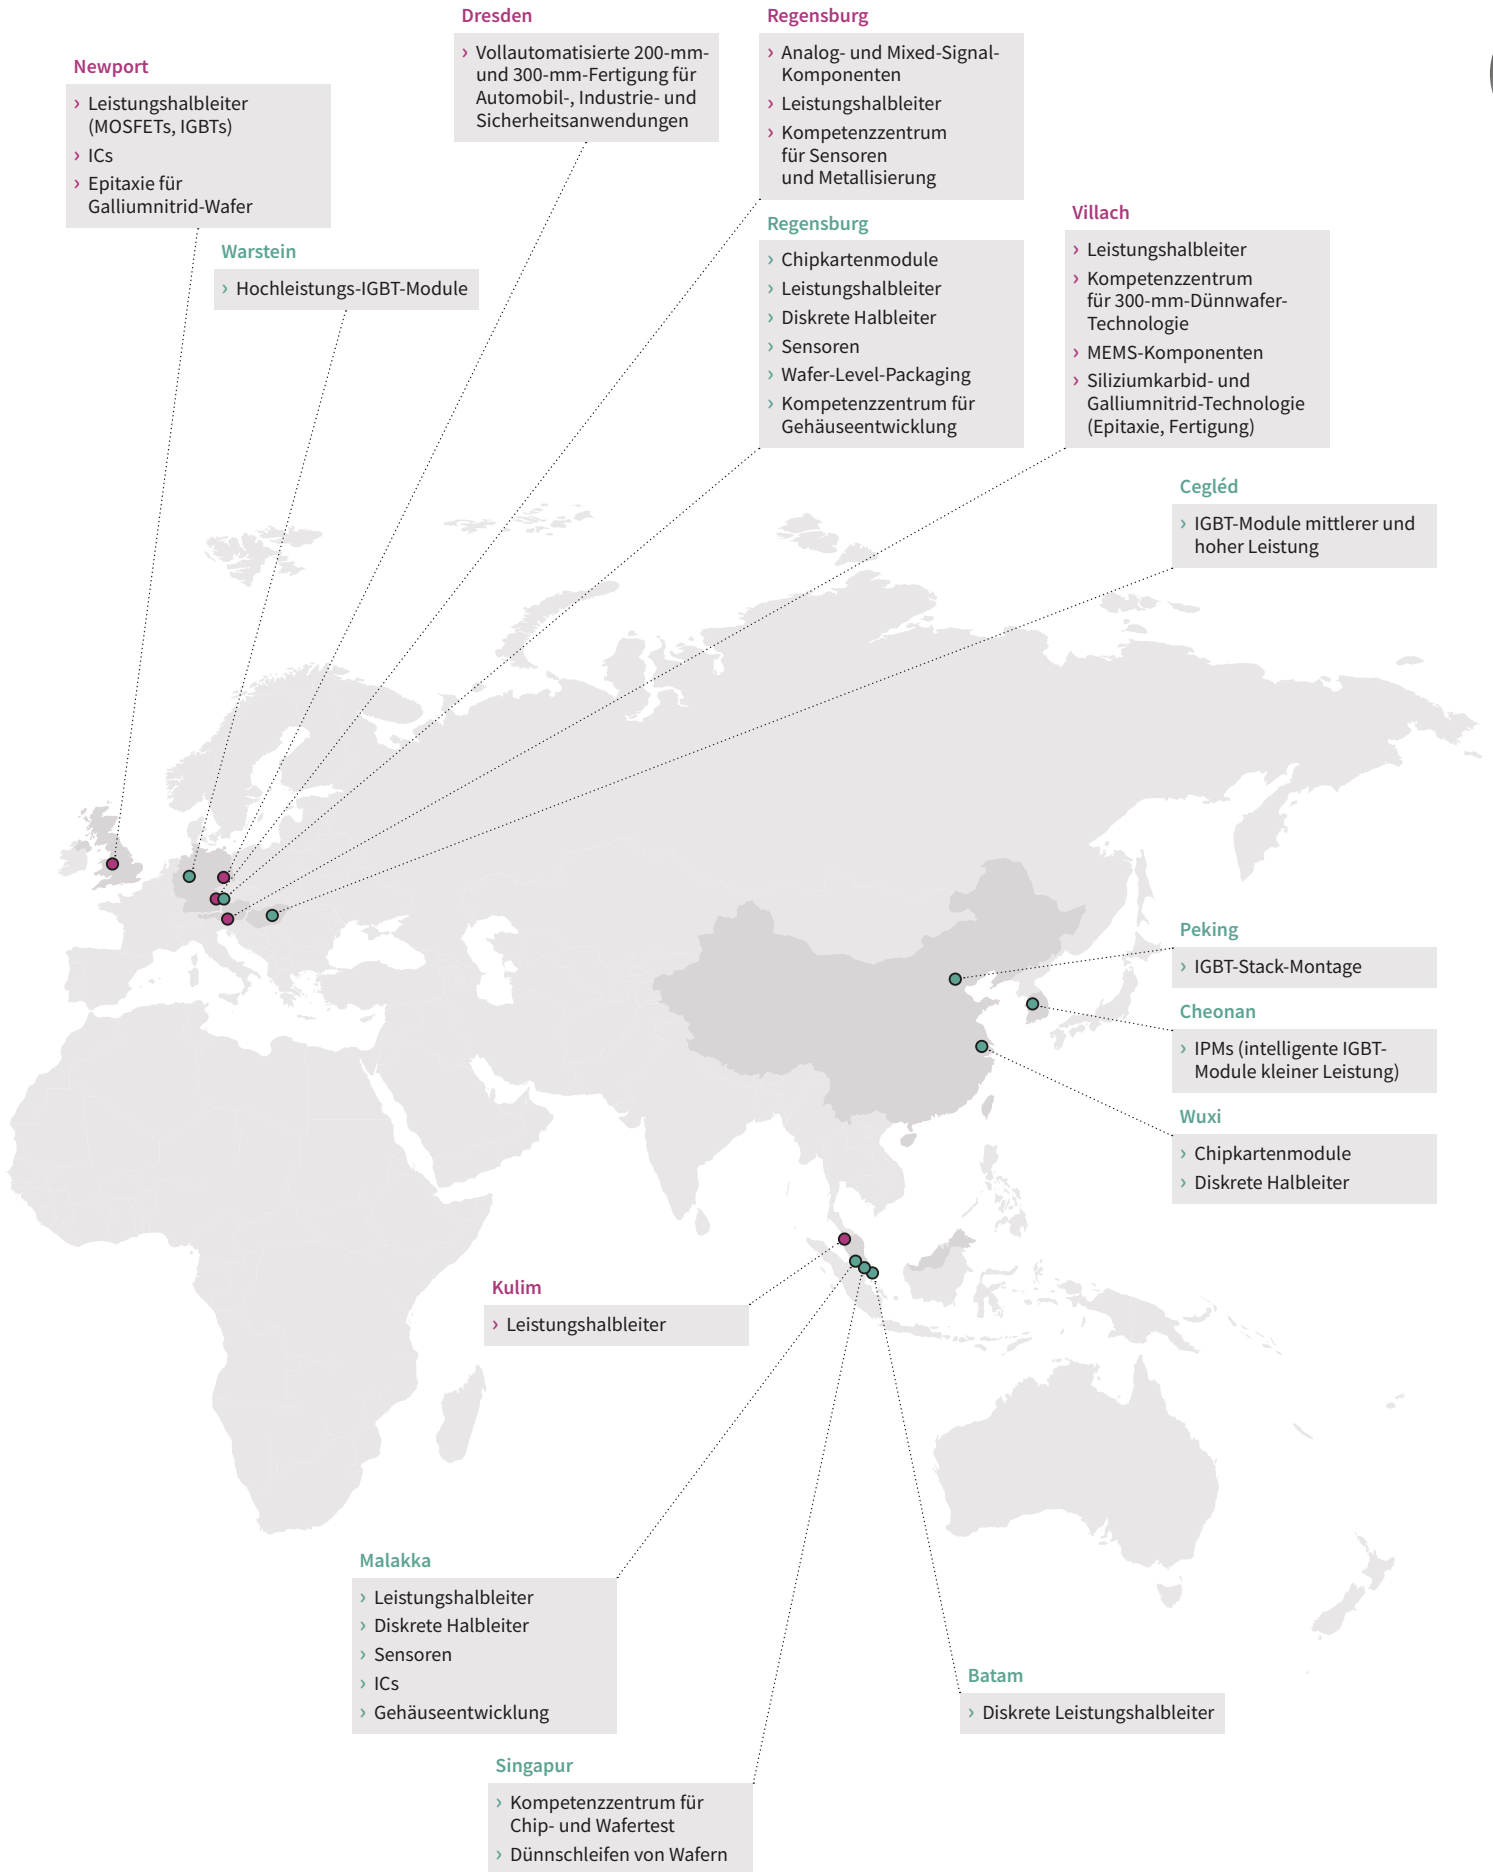 Dresden
› Vollautomatisierte 200-mm-
und 300-mm-Fertigung für
Automobil-, Industrie- und
Sicherheitsanwendungen
Regensburg
› Analog- und Mixed-Signal-
Komponenten
› Leistungshalbleiter
› Kompetenzzentrum
für Sensoren
und Metallisierung
Newport
› Leistungshalbleiter
(MOSFETs, IGBTs)
› ICs
› Epitaxie für
Galliumnitrid-Wafer
Warstein
› Hochleistungs-IGBT-Module
Regensburg
› Chipkartenmodule
› Leistungshalbleiter
› Diskrete Halbleiter
› Sensoren
› Wafer-Level-Packaging
› Kompetenzzentrum für
Gehäuseentwicklung
Villach
› Leistungshalbleiter
› Kompetenzzentrum
für 300-mm-Dünnwafer-
Technologie
› MEMS-Komponenten
› Siliziumkarbid- und
Galliumnitrid-Technologie
(Epitaxie, Fertigung)
Cegléd
› IGBT-Module mittlerer und
hoher Leistung
Peking
› IGBT-Stack-Montage
Cheonan
› IPMs (intelligente IGBT-
Module kleiner Leistung)
Wuxi
› Chipkartenmodule
› Diskrete Halbleiter
Kulim
› Leistungshalbleiter
Malakka
› Leistungshalbleiter
› Diskrete Halbleiter
› Sensoren
› ICs
› Gehäuseentwicklung
Batam
› Diskrete Leistungshalbleiter
Singapur
› Kompetenzzentrum für
Chip- und Wafertest
› Dünnschleifen von Wafern